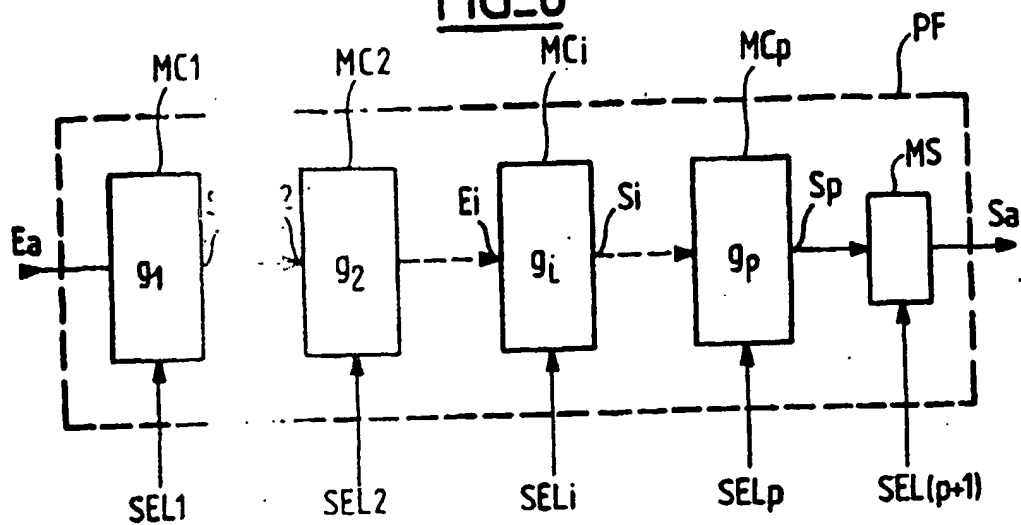 PF
MC1 MC2 MCi MCp
MS
Ea Ei Si Sp Sa
g1 g2 gi gp
SEL1 SEL2 SELi SELp SEL(p+1)